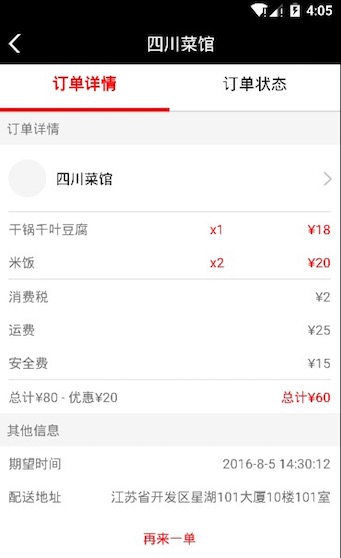 4:05
四川菜馆
订单详情 订单状态
订单详情
四川菜馆
干锅千叶豆腐 x1 ¥18
米饭 x2 ¥20
消费税 ¥2
运费 ¥25
安全费 ¥15
总计¥80 - 优惠¥20 总计¥60
其他信息
期望时间 2016-8-5 14:30:12
配送地址 江苏省开发区星湖101大厦10楼101室
再来一单